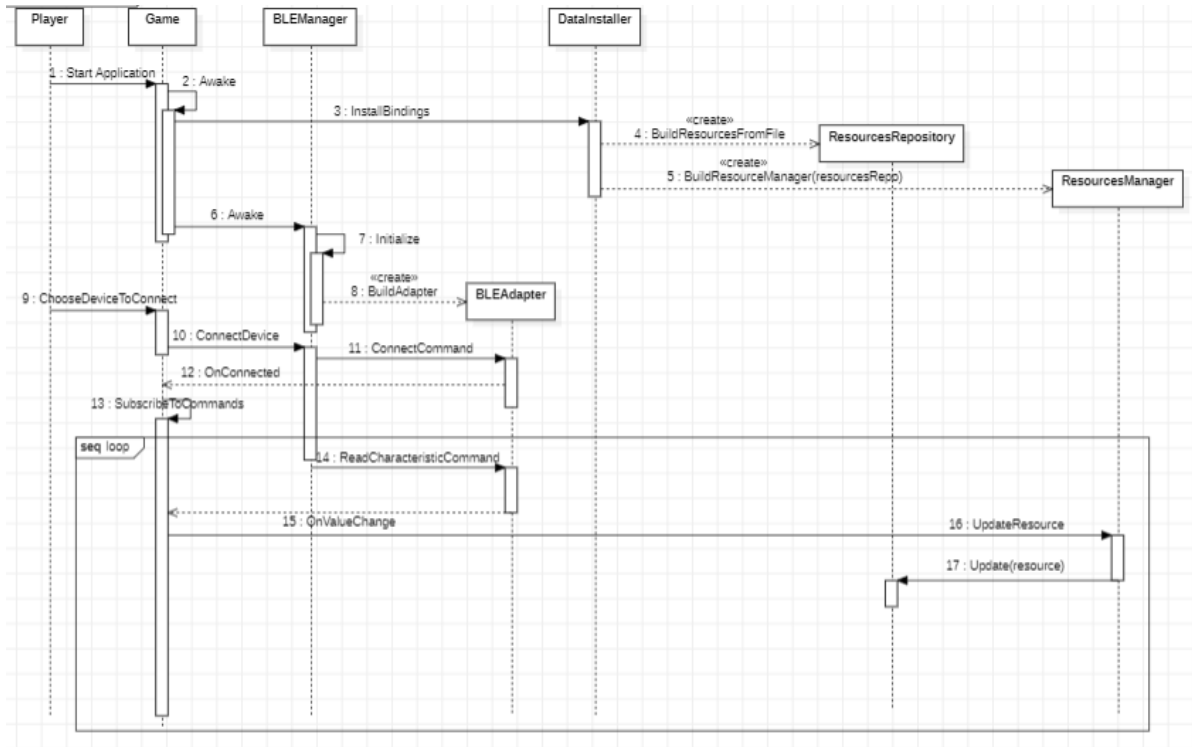 Player
Game
BLEManager
DataInstaller
1 : Start Application
2 : Awake
3 : InstallBindings
«create»
4 : BuildResourcesFromFile
ResourcesRepository
«create»
5 : BuildResourceManager(resourcesRepo)
ResourcesManager
6 : Awake
7 : Initialize
«create»
8 : BuildAdapter
BLEAdapter
9 : ChooseDeviceToConnect
10 : ConnectDevice
11 : ConnectCommand
12 : OnConnected
13 : SubscribeToCommands
seq loop
14 : ReadCharacteristicCommand
15 : OnValueChange
16 : UpdateResource
17 : Update(resource)